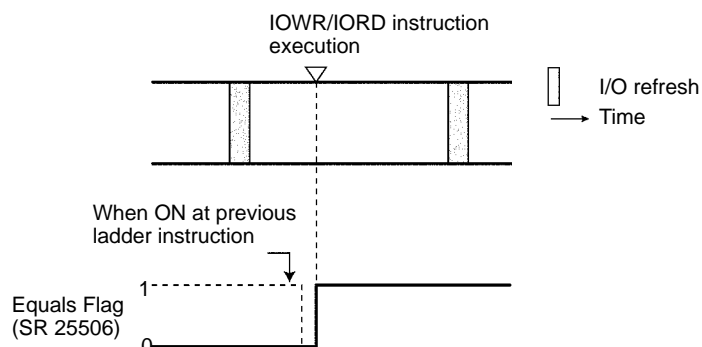 IOWR/IORD instruction
execution
I/O refresh
Time
When ON at previous
ladder instruction
Equals Flag
(SR 25506)
1
0